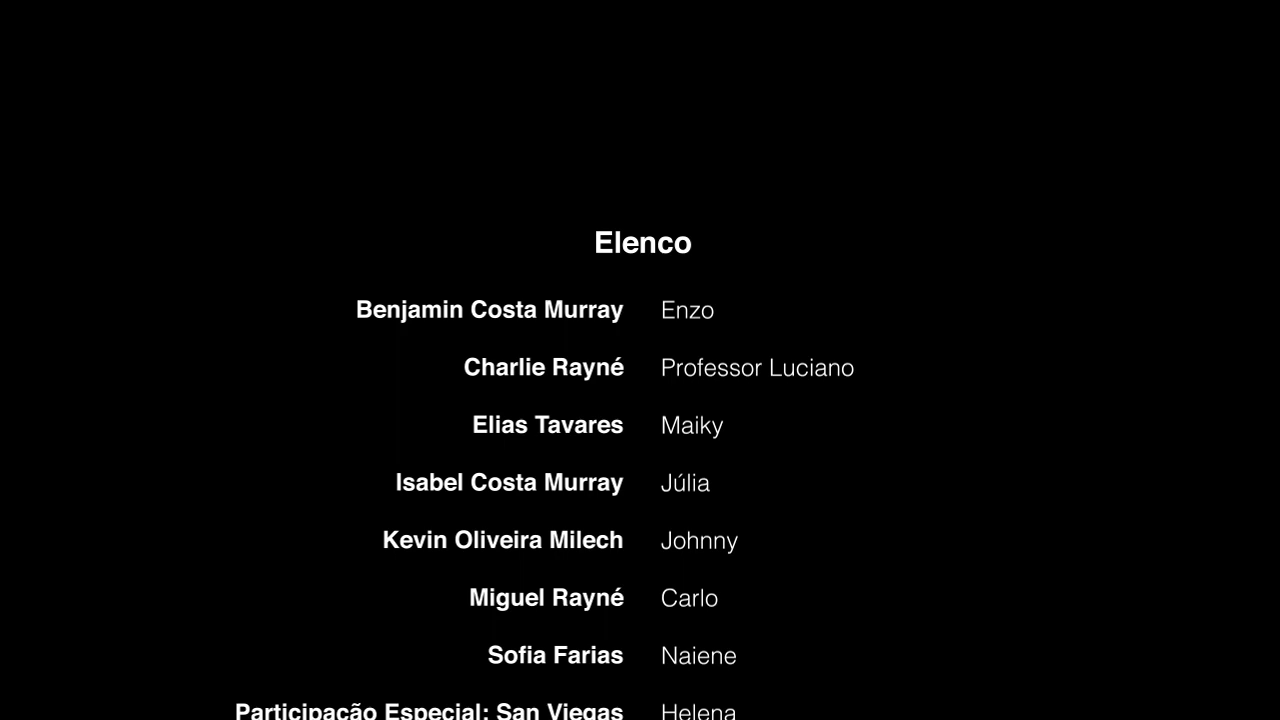 Elenco
Benjamin Costa Murray Enzo
Charlie Rayné Professor Luciano
Elias Tavares Maiky
Isabel Costa Murray Júlia
Kevin Oliveira Milech Johnny
Miguel Rayné Carlo
Sofia Farias Naiene
Participação Especial: San Viegas Helena